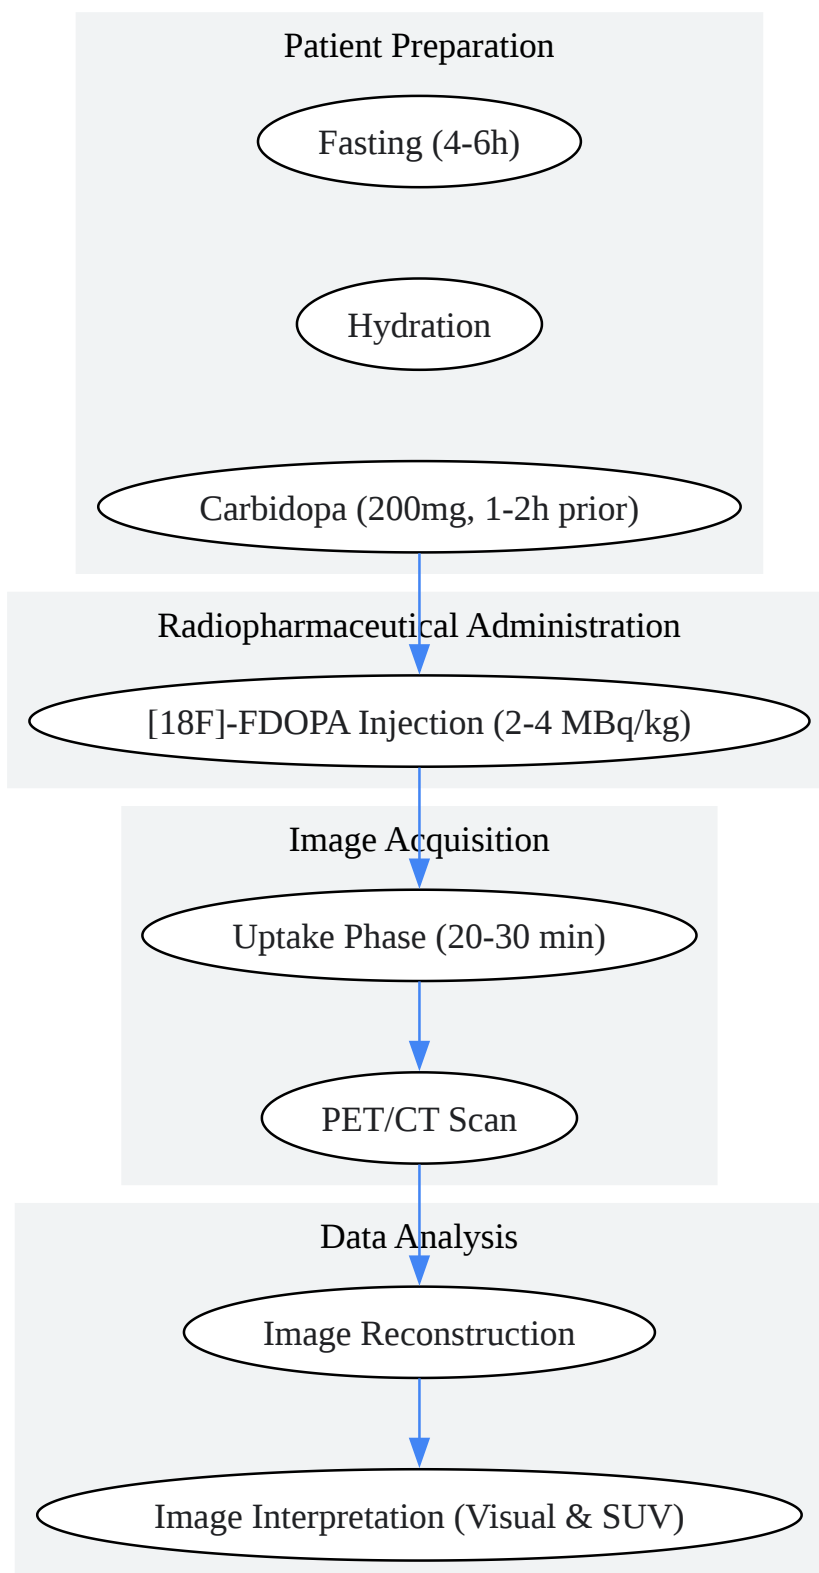 Patient Preparation
Fasting (4-6h)
Hydration
Carbidopa (200mg, 1-2h prior)
Radiopharmaceutical Administration
[18F]-FDOPA Injection (2-4 MBq/kg)
Image Acquisition
Uptake Phase (20-30 min)
PET/CT Scan
Data Analysis
Image Reconstruction
Image Interpretation (Visual & SUV)